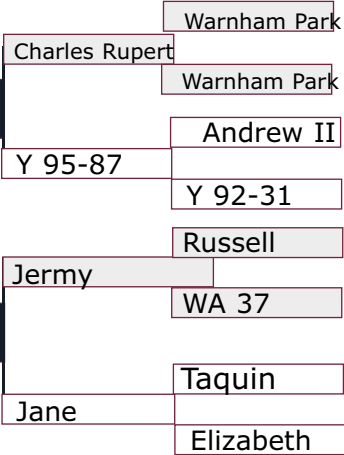 Warnham Park
Charles Rupert
Warnham Park
Andrew II
Y 95-87
Y 92-31
Russell
Jermy
WA 37
Taquin
Jane
Elizabeth